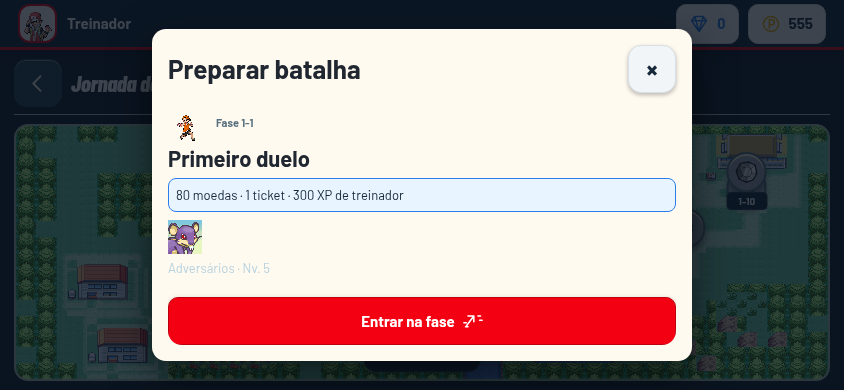 Treinador
0
555
Jornada d
Preparar batalha
×
Fase 1-1
Primeiro duelo
80 moedas · 1 ticket · 300 XP de treinador
Adversários · Nv. 5
Entrar na fase
1-10